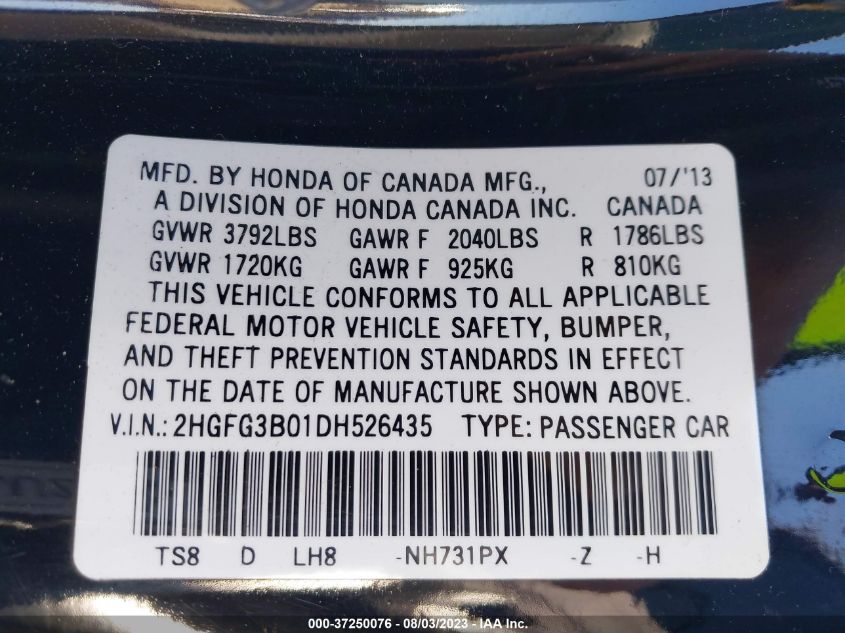 MFD. BY HONDA OF CANADA MFG., 07/'13
A DIVISION OF HONDA CANADA INC. CANADA
GVWR 3792LBS GAWR F 2040LBS R 1786LBS
GVWR 1720KG GAWR F 925KG R 810KG
THIS VEHICLE CONFORMS TO ALL APPLICABLE
FEDERAL MOTOR VEHICLE SAFETY, BUMPER,
AND THEFT PREVENTION STANDARDS IN EFFECT
ON THE DATE OF MANUFACTURE SHOWN ABOVE.
V.I.N.: 2HGFG3B01DH526435 TYPE: PASSENGER CAR
TS8 D LH8 -NH731PX -Z -H
000-37250076 - 08/03/2023 - IAA Inc.